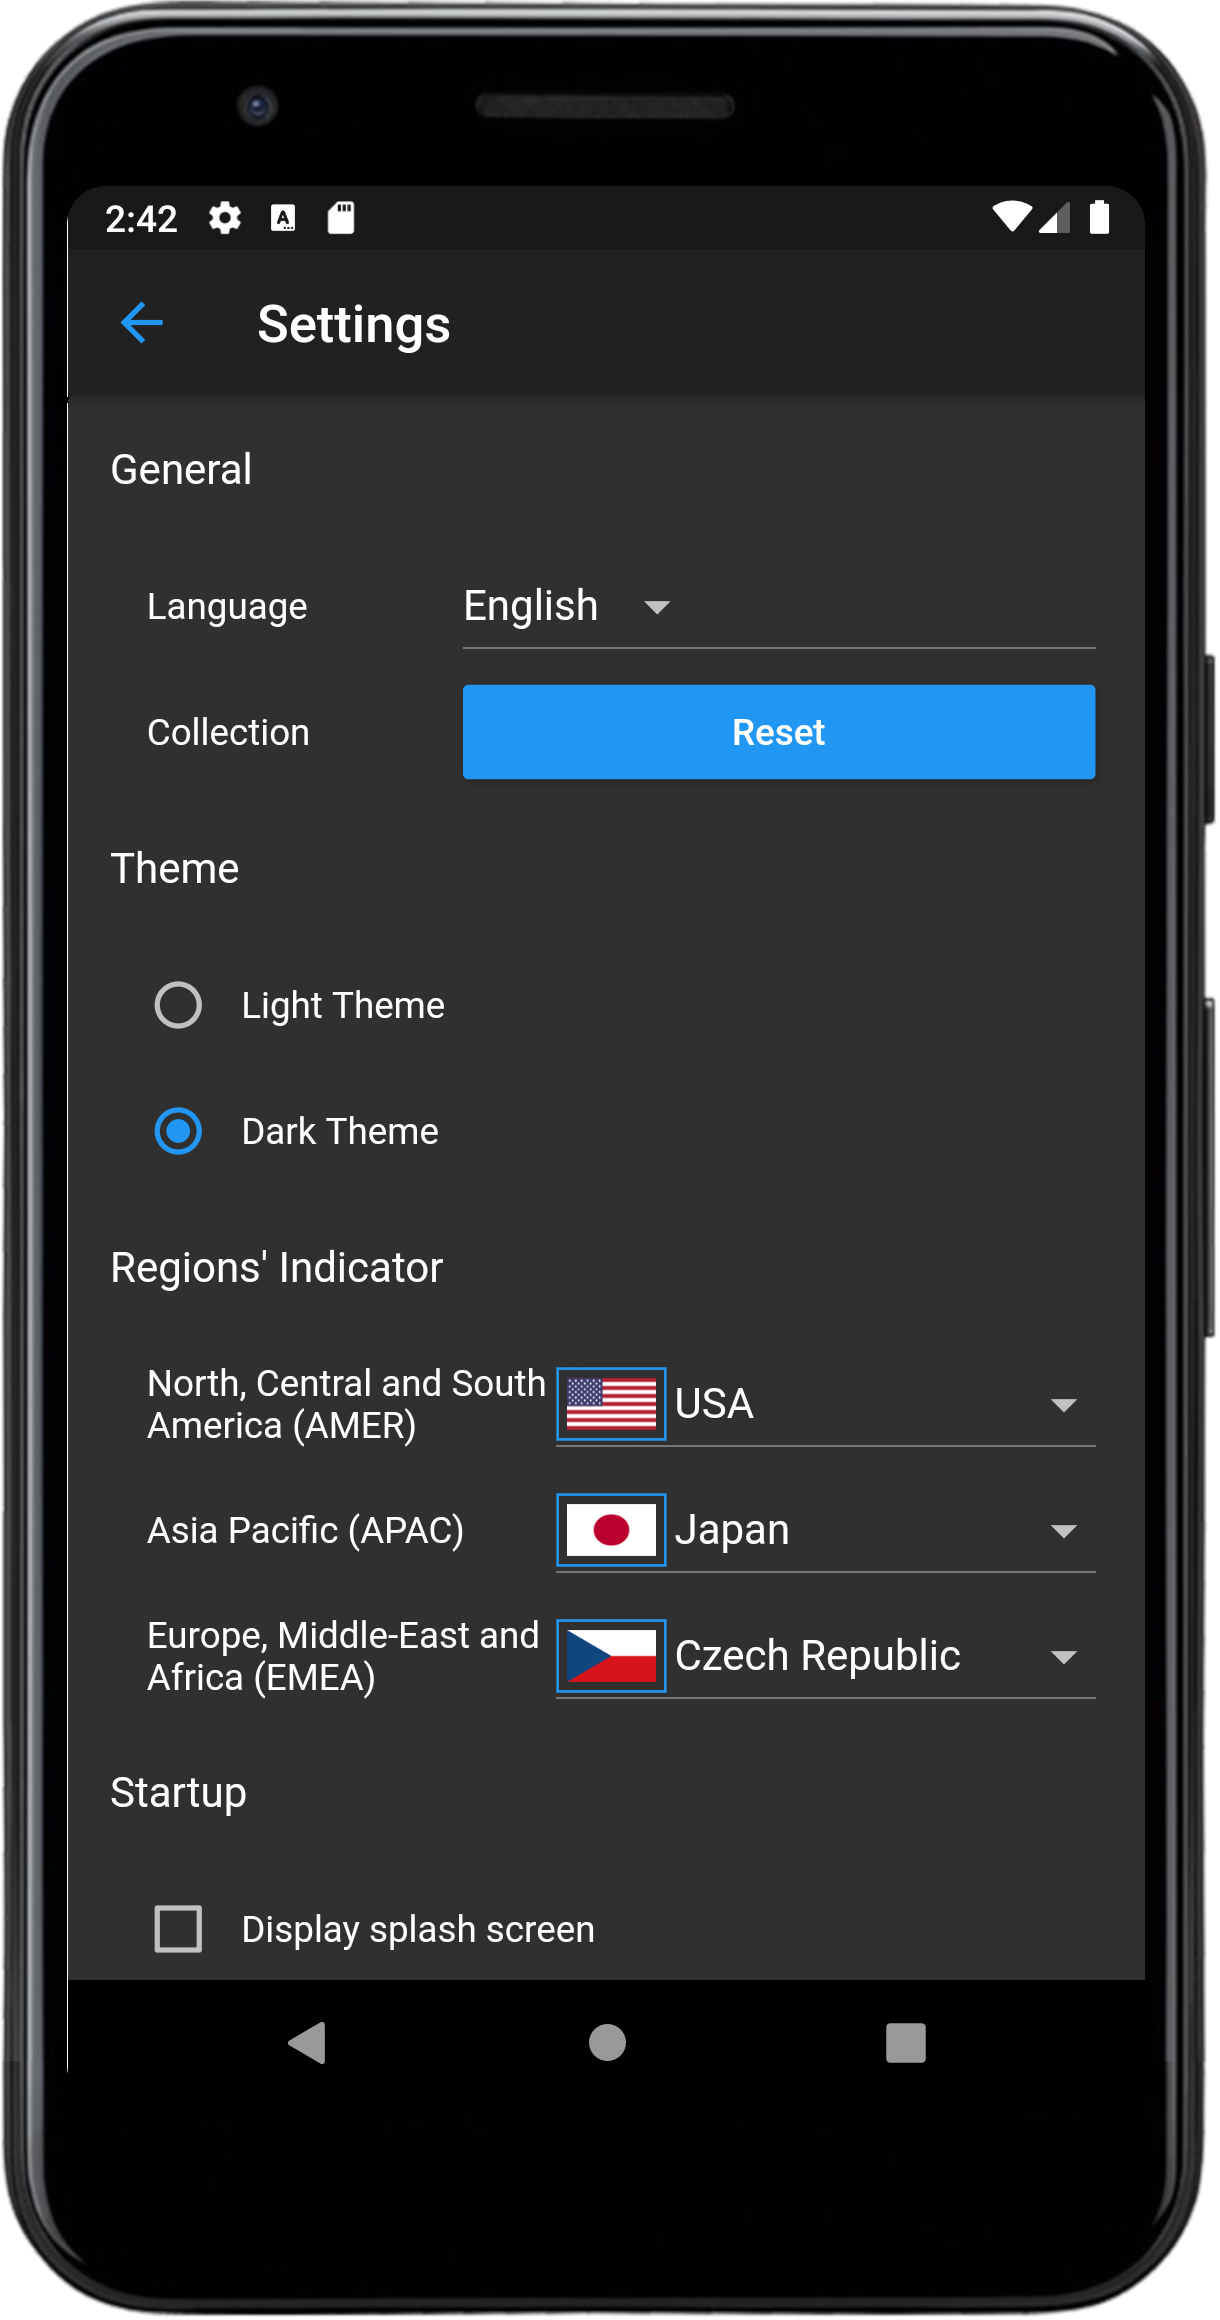 2:42
Settings
General
Language English
Collection Reset
Theme
Light Theme
Dark Theme
Regions' Indicator
North, Central and South
America (AMER)
USA
Asia Pacific (APAC) Japan
Europe, Middle-East and
Africa (EMEA)
Czech Republic
Startup
Display splash screen